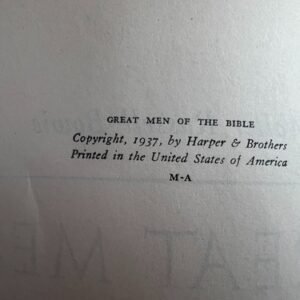 GREAT MEN OF THE BIBLE
Copyright, 1937, by Harper & Brothers
Printed in the United States of America
M-A